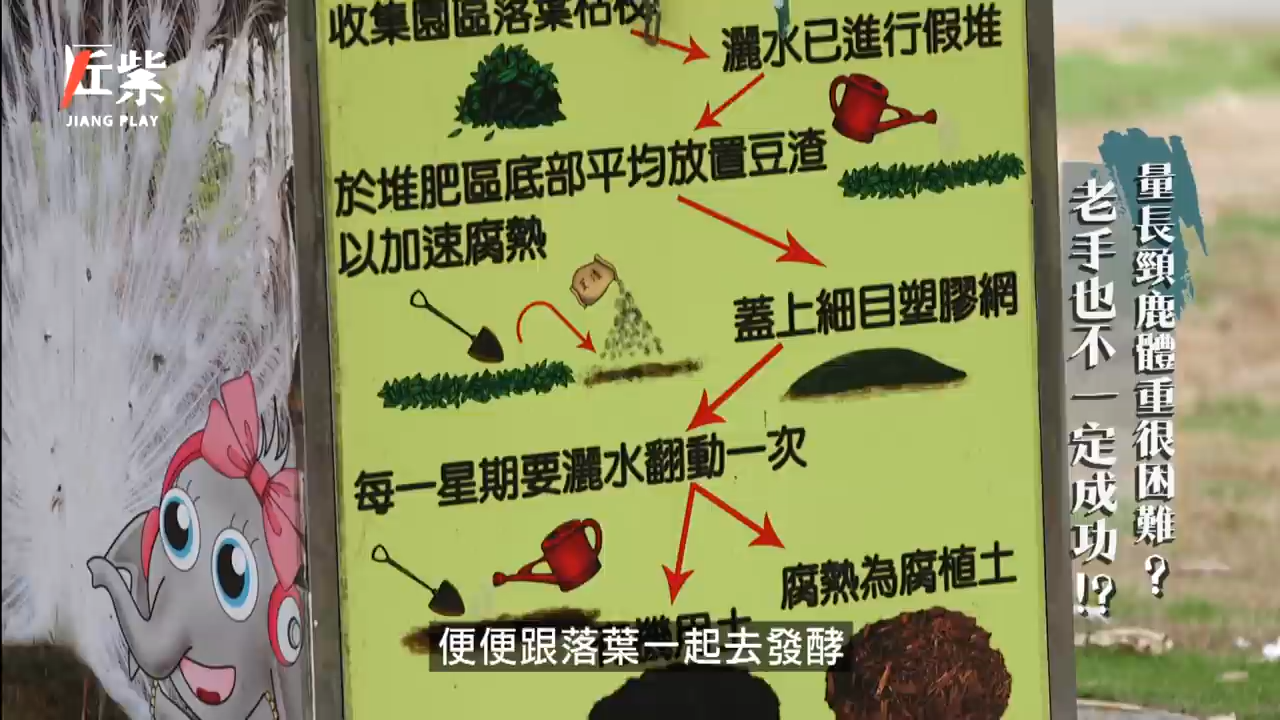 匠紫
JIANG PLAY
收集園區落葉枯枝
灑水已進行假堆
於堆肥區底部平均放置豆渣
以加速腐熱
蓋上細目塑膠網
每一星期要灑水翻動一次
腐熱為腐植土
量長頸鹿體重很困難？
老手也不一定成功!?
便便跟落葉一起去發酵